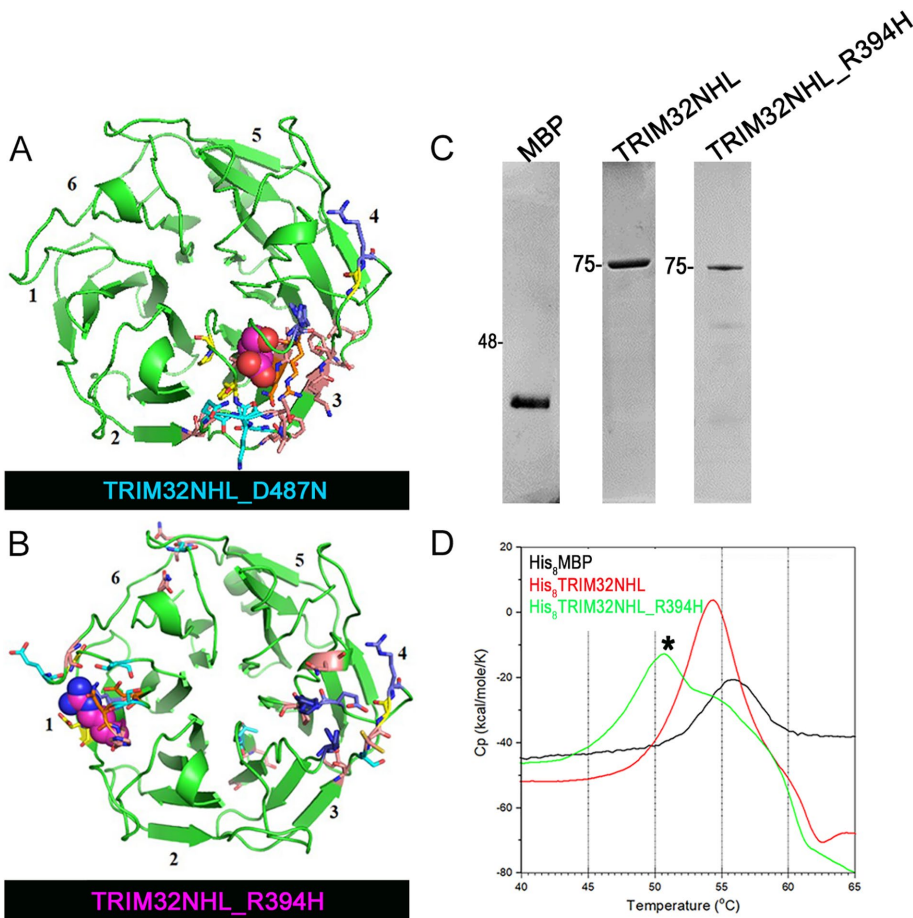 A
5
6
4
1
3
2
TRIM32NHL_D487N
B
6
5
4
1
3
2
TRIM32NHL_R394H
C
MBP
TRIM32NHL
TRIM32NHL_R394H
75-
75-
48-
D
20
0
-20
-40
-60
-80
Cp (kcal/mole/K)
His8MBP
His8TRIM32NHL
His8TRIM32NHL_R394H
*
40 45 50 55 60 65
Temperature (°C)